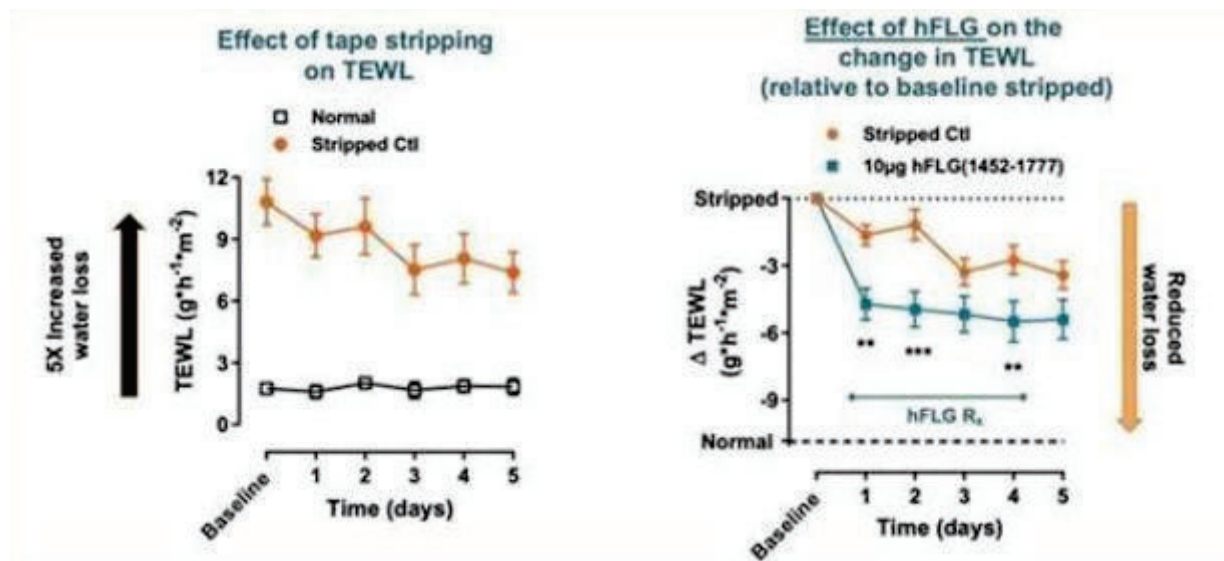 Effect of tape stripping
on TEWL
Normal
Stripped Ctl
5X Increased
water loss
TEWL (g*h⁻¹*m⁻²)
12
9
6
3
0
Baseline
1
2
3
4
5
Time (days)
Effect of hFLG on the
change in TEWL
(relative to baseline stripped)
Stripped Ctl
10µg hFLG(1452-1777)
Stripped
-3
-6
-9
Normal
Δ TEWL
(g*h⁻¹*m⁻²)
**
***
**
hFLG Rₓ
Reduced
water loss
Baseline
1
2
3
4
5
Time (days)